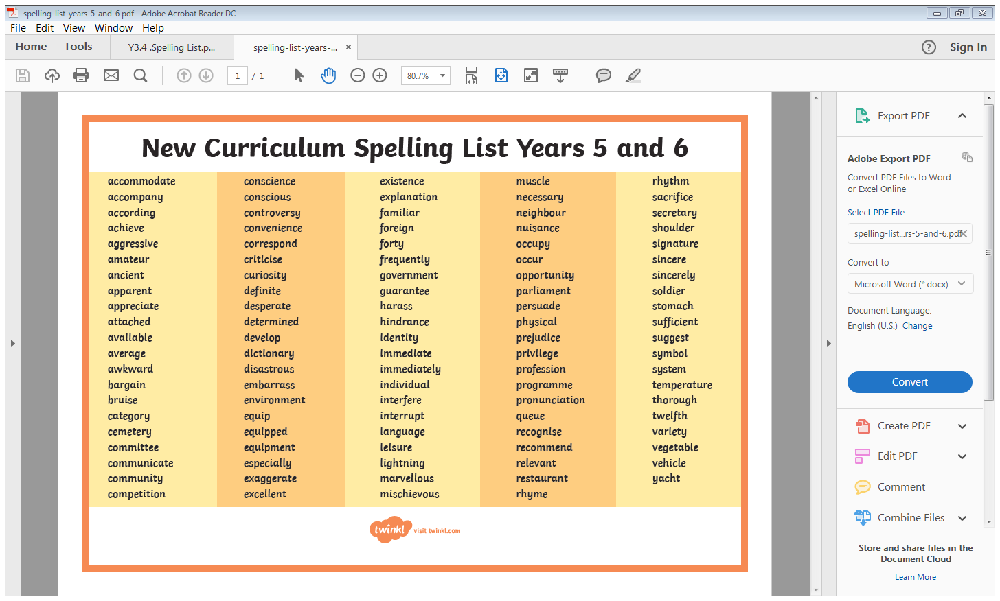 spelling-list-years-5-and-6.pdf - Adobe Acrobat Reader DC
File Edit View Window Help
Home Tools Y3.4 .Spelling List.p... spelling-list-years-... Sign In
1 / 1 80.7%
New Curriculum Spelling List Years 5 and 6
accommodate
accompany
according
achieve
aggressive
amateur
ancient
apparent
appreciate
attached
available
average
awkward
bargain
bruise
category
cemetery
committee
communicate
community
competition
conscience
conscious
controversy
convenience
correspond
criticise
curiosity
definite
desperate
determined
develop
dictionary
disastrous
embarrass
environment
equip
equipped
equipment
especially
exaggerate
excellent
existence
explanation
familiar
foreign
forty
frequently
government
guarantee
harass
hindrance
identity
immediate
immediately
individual
interfere
interrupt
language
leisure
lightning
marvellous
mischievous
muscle
necessary
neighbour
nuisance
occupy
occur
opportunity
parliament
persuade
physical
prejudice
privilege
profession
programme
pronunciation
queue
recognise
recommend
relevant
restaurant
rhyme
rhythm
sacrifice
secretary
shoulder
signature
sincere
sincerely
soldier
stomach
sufficient
suggest
symbol
system
temperature
thorough
twelfth
variety
vegetable
vehicle
yacht
twinkl visit twinkl.com
Export PDF
Adobe Export PDF
Convert PDF Files to Word
or Excel Online
Select PDF File
spelling-list...rs-5-and-6.pdf
Convert to
Microsoft Word (*.docx)
Document Language:
English (U.S.) Change
Convert
Create PDF
Edit PDF
Comment
Combine Files
Store and share files in the
Document Cloud
Learn More